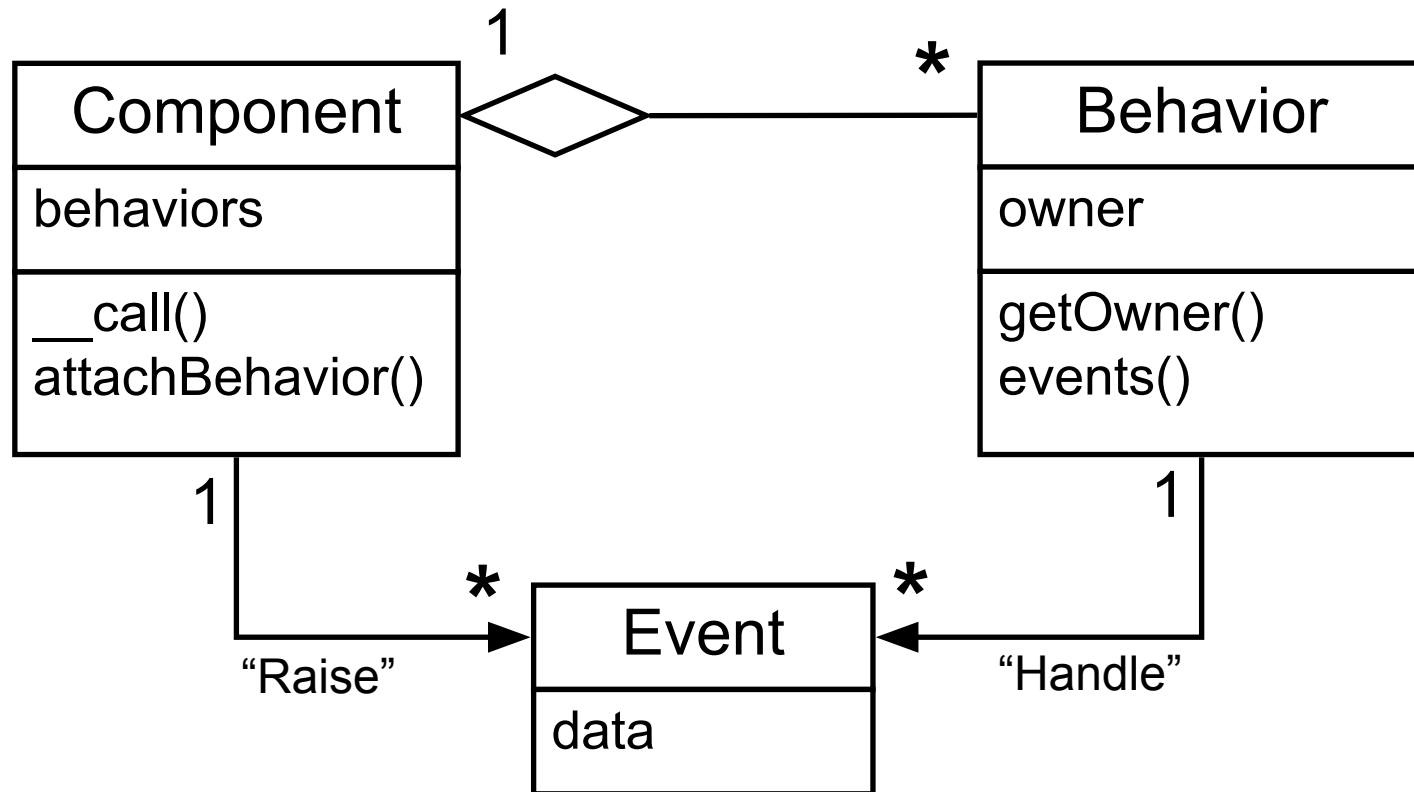 1
*
Component
Behavior
behaviors
owner
__call()
attachBehavior()
getOwner()
events()
1
1
*
*
Event
“Raise”
“Handle”
data